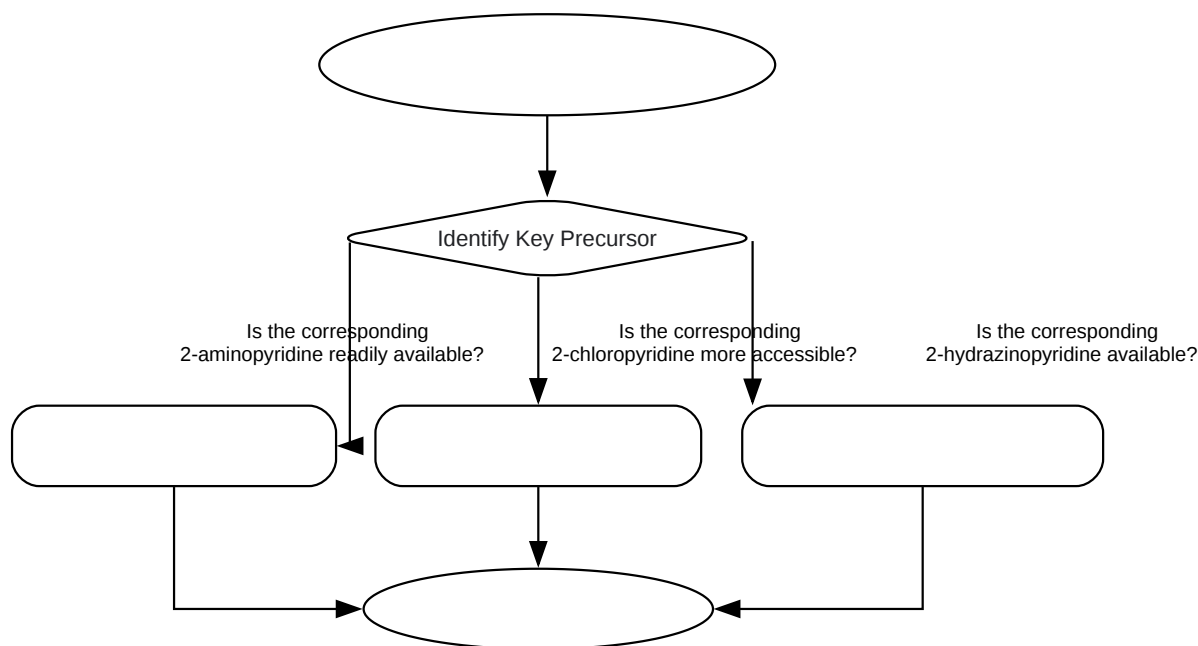 Identify Key Precursor
Is the corresponding
2-aminopyridine readily available?
Is the corresponding
2-chloropyridine more accessible?
Is the corresponding
2-hydrazinopyridine available?